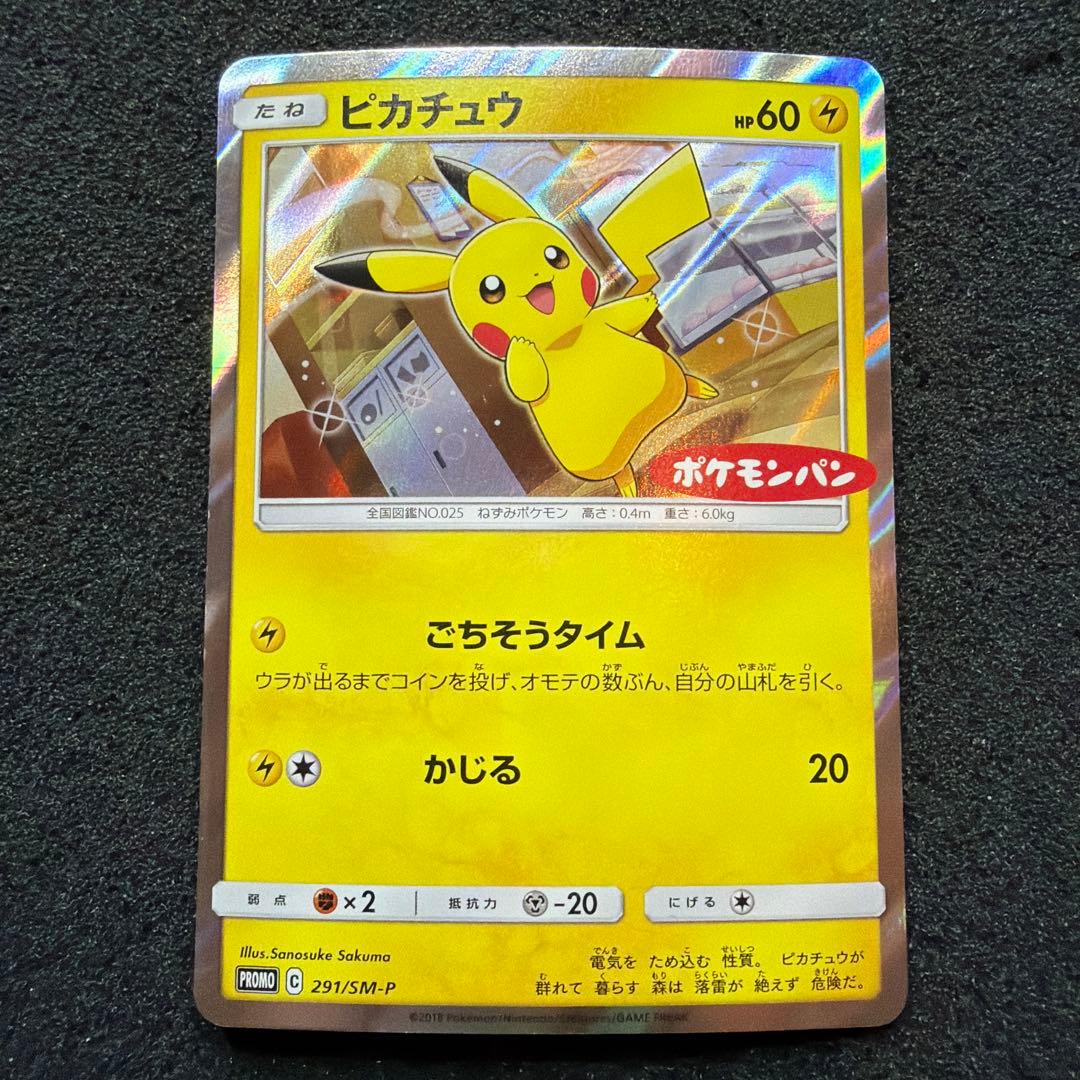 たね ピカチュウ HP60
ポケモンパン
全国図鑑NO.025 ねずみポケモン 高さ:0.4m 重さ:6.0kg
ごちそうタイム
ウラが出るまでコインを投げ、オモテの数ぶん、自分の山札を引く。
かじる 20
弱点 ×2 抵抗力 -20 にげる
Illus.Sanosuke Sakuma
電気を ため込む 性質。 ピカチュウが
群れて 暮らす 森は 落雷が 絶えず 危険だ。
PROMO C 291/SM-P
©2018 Pokémon/Nintendo/Creatures/GAME FREAK